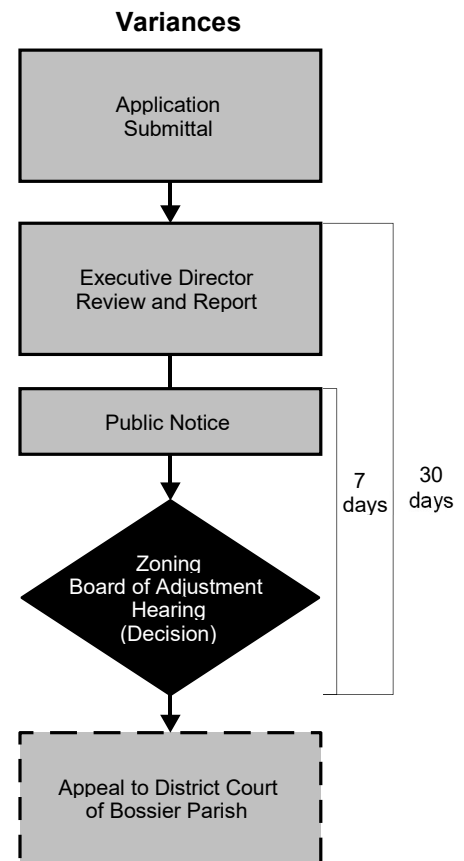 Variances
Application
Submittal
Executive Director
Review and Report
Public Notice
7
days
30
days
Zoning
Board of Adjustment
Hearing
(Decision)
Appeal to District Court
of Bossier Parish